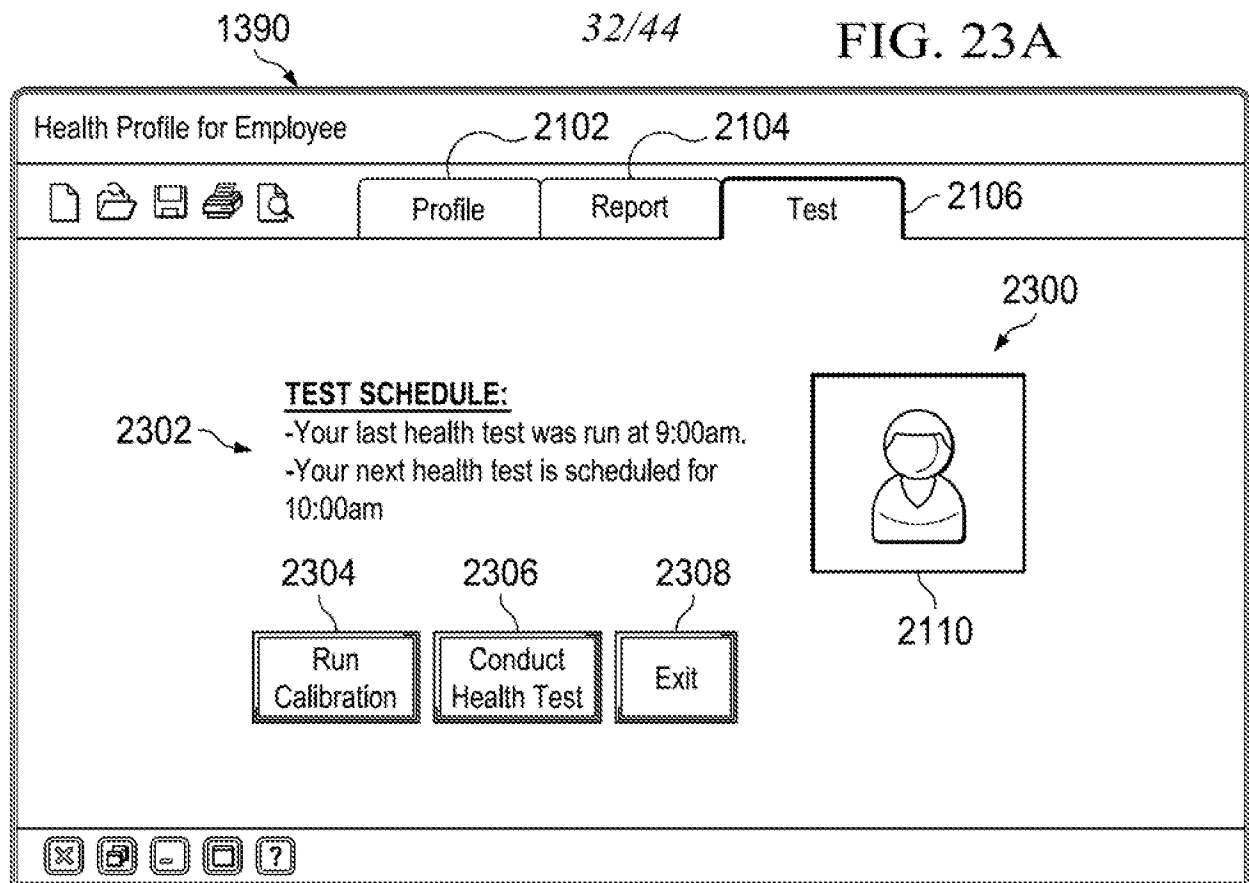 1390
32/44
FIG. 23A
Health Profile for Employee
2102
2104
Profile
Report
Test
2106
2300
TEST SCHEDULE:
2302
-Your last health test was run at 9:00am.
-Your next health test is scheduled for
10:00am
2304
2306
2308
2110
Run
Calibration
Conduct
Health Test
Exit
?